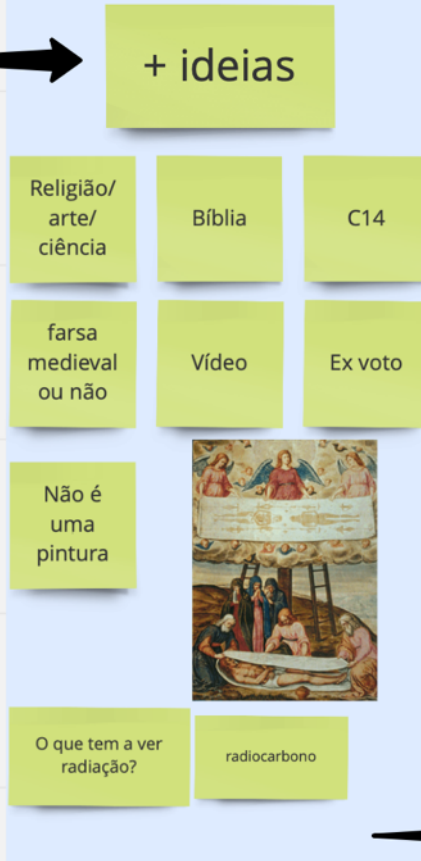 + ideias
Religião/
arte/
ciência
Bíblia
C14
farsa
medieval
ou não
Vídeo
Ex voto
Não é
uma
pintura
O que tem a ver
radiação?
radiocarbono